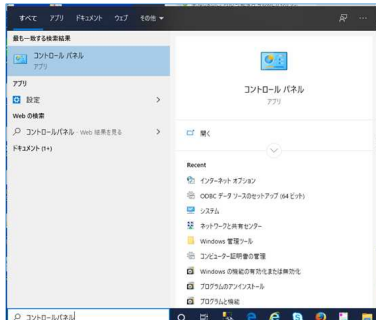 すべて アプリ ドキュメント ウェブ その他
最も一致する検索結果
コントロール パネル
アプリ
アプリ
設定
Web の検索
コントロールパネル - Web 結果を見る
ドキュメント (1+)
コントロール パネル
アプリ
開く
Recent
インターネット オプション
ODBC データ ソースのセットアップ (64 ビット)
システム
ネットワークと共有センター
Windows 管理ツール
コンピューター証明書の管理
Windows の機能の有効化または無効化
プログラムのアンインストール
プログラムと機能
コントロールパネル